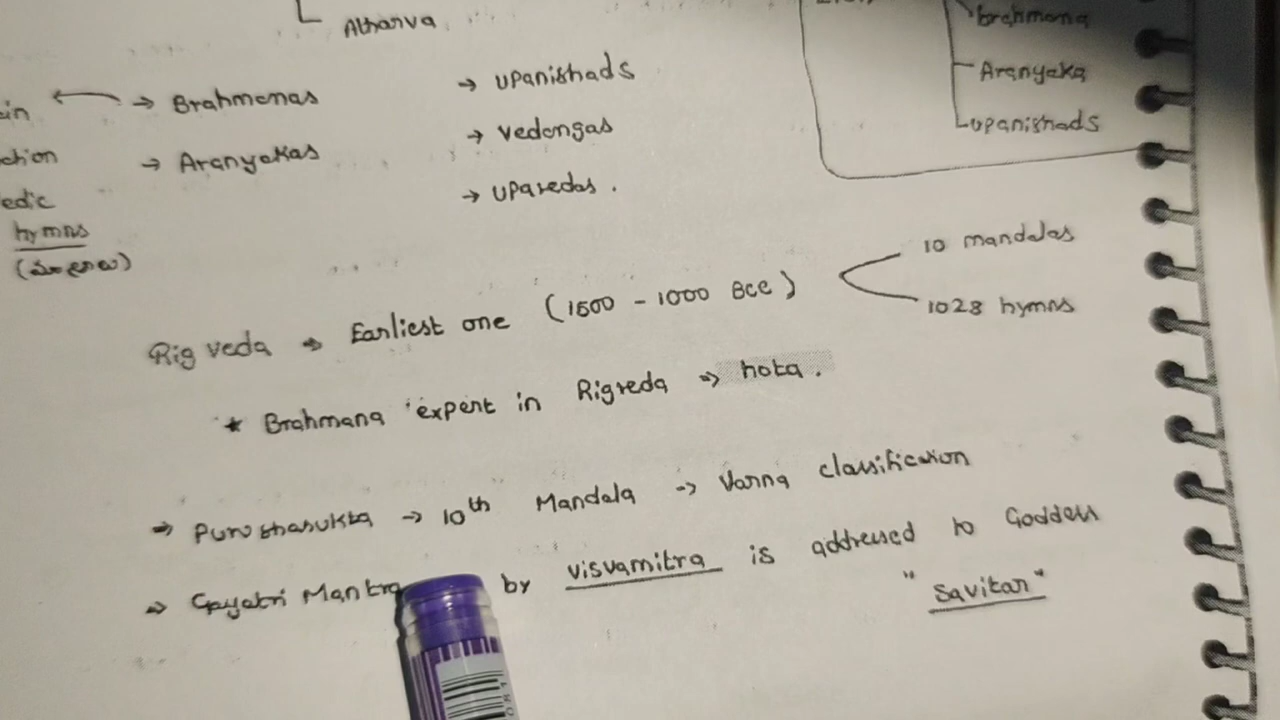 Atharva
brahmana
Aranyaka
upanishads
→ Brahmanas → upanishads
→ Aranyakas → vedangas
→ upavedas.
edic
hymns
10 mandalas
1028 hymns
Rig veda → Earliest one (1500 - 1000 BCE)
* Brahmana expert in Rigveda ⇒ hota.
⇒ Purushasukta → 10th Mandala → Varna classification
⇒ Gayatri Mantra by visvamitra is addressed to Goddess
"Savitar"